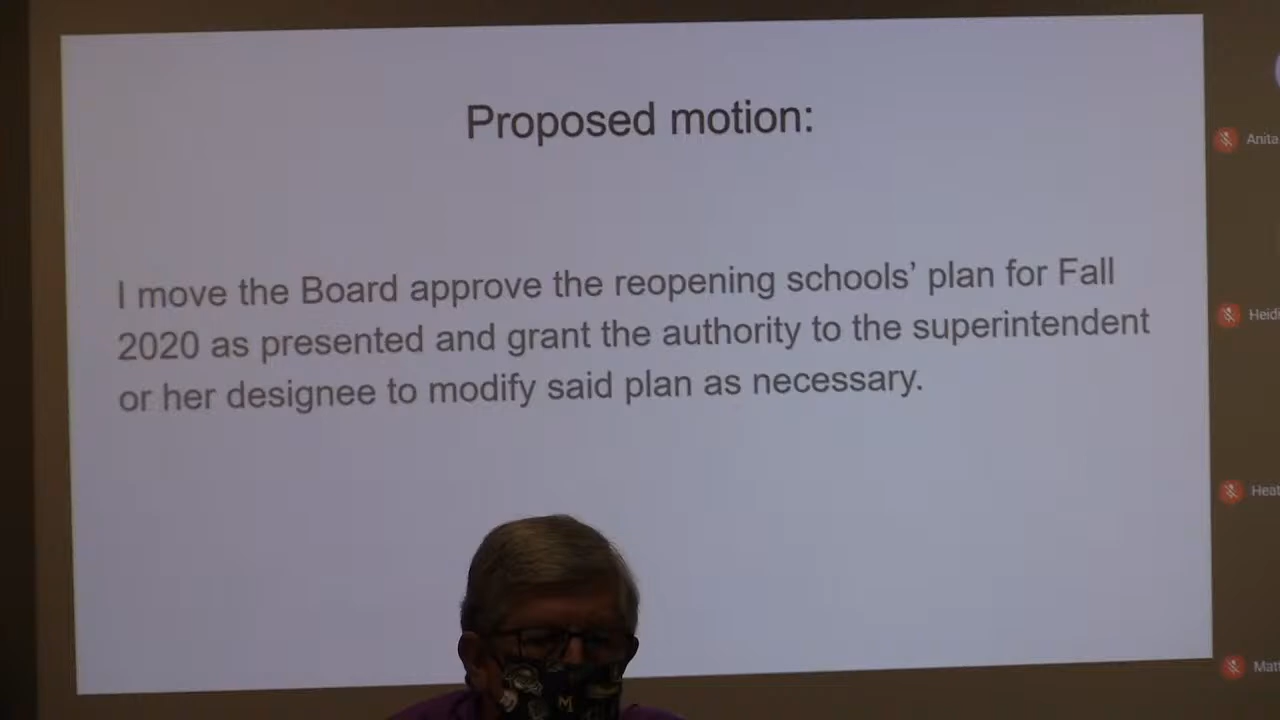 Proposed motion:
I move the Board approve the reopening schools’ plan for Fall
2020 as presented and grant the authority to the superintendent
or her designee to modify said plan as necessary.
Anita
M